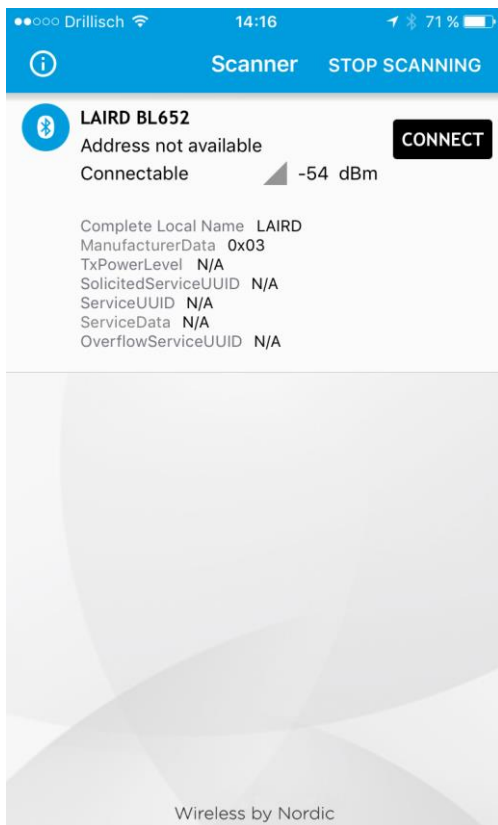 Drillisch 14:16 71 %
Scanner STOP SCANNING
LAIRD BL652
Address not available
CONNECT
Connectable -54 dBm
Complete Local Name LAIRD
ManufacturerData 0x03
TxPowerLevel N/A
SolicitedServiceUUID N/A
ServiceUUID N/A
ServiceData N/A
OverflowServiceUUID N/A
Wireless by Nordic